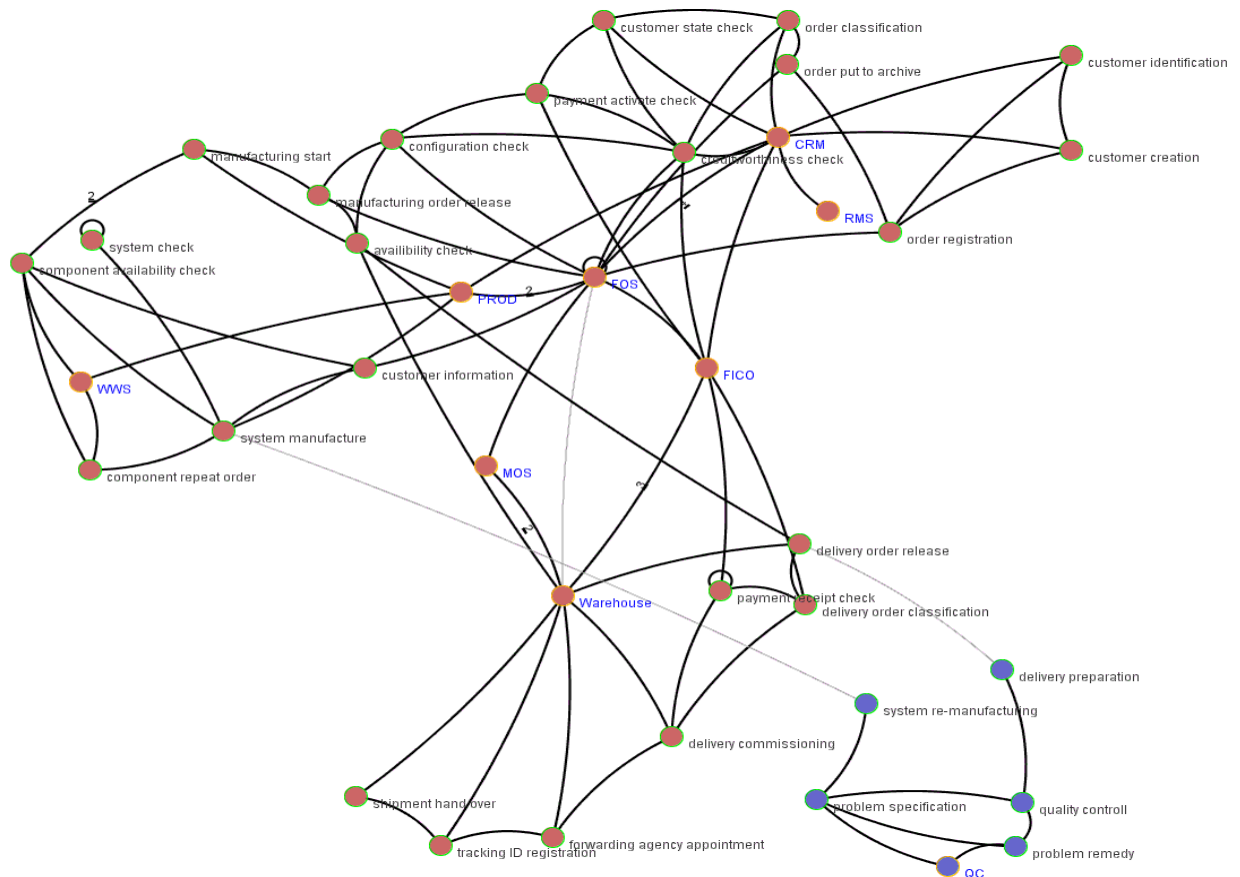 customer state check
order classification
customer identification
order put to archive
payment activate check
configuration check
CRM
creditworthiness check
customer creation
manufacturing start
2
manufacturing order release
RMS
order registration
system check
availibility check
component availability check
FOS
PROD
2
customer information
FICO
WWS
system manufacture
component repeat order
MOS
3
2
delivery order release
payment receipt check
Warehouse
delivery order classification
delivery preparation
system re-manufacturing
delivery commissioning
shipment hand over
problem specification
quality controll
forwarding agency appointment
tracking ID registration
problem remedy
QC